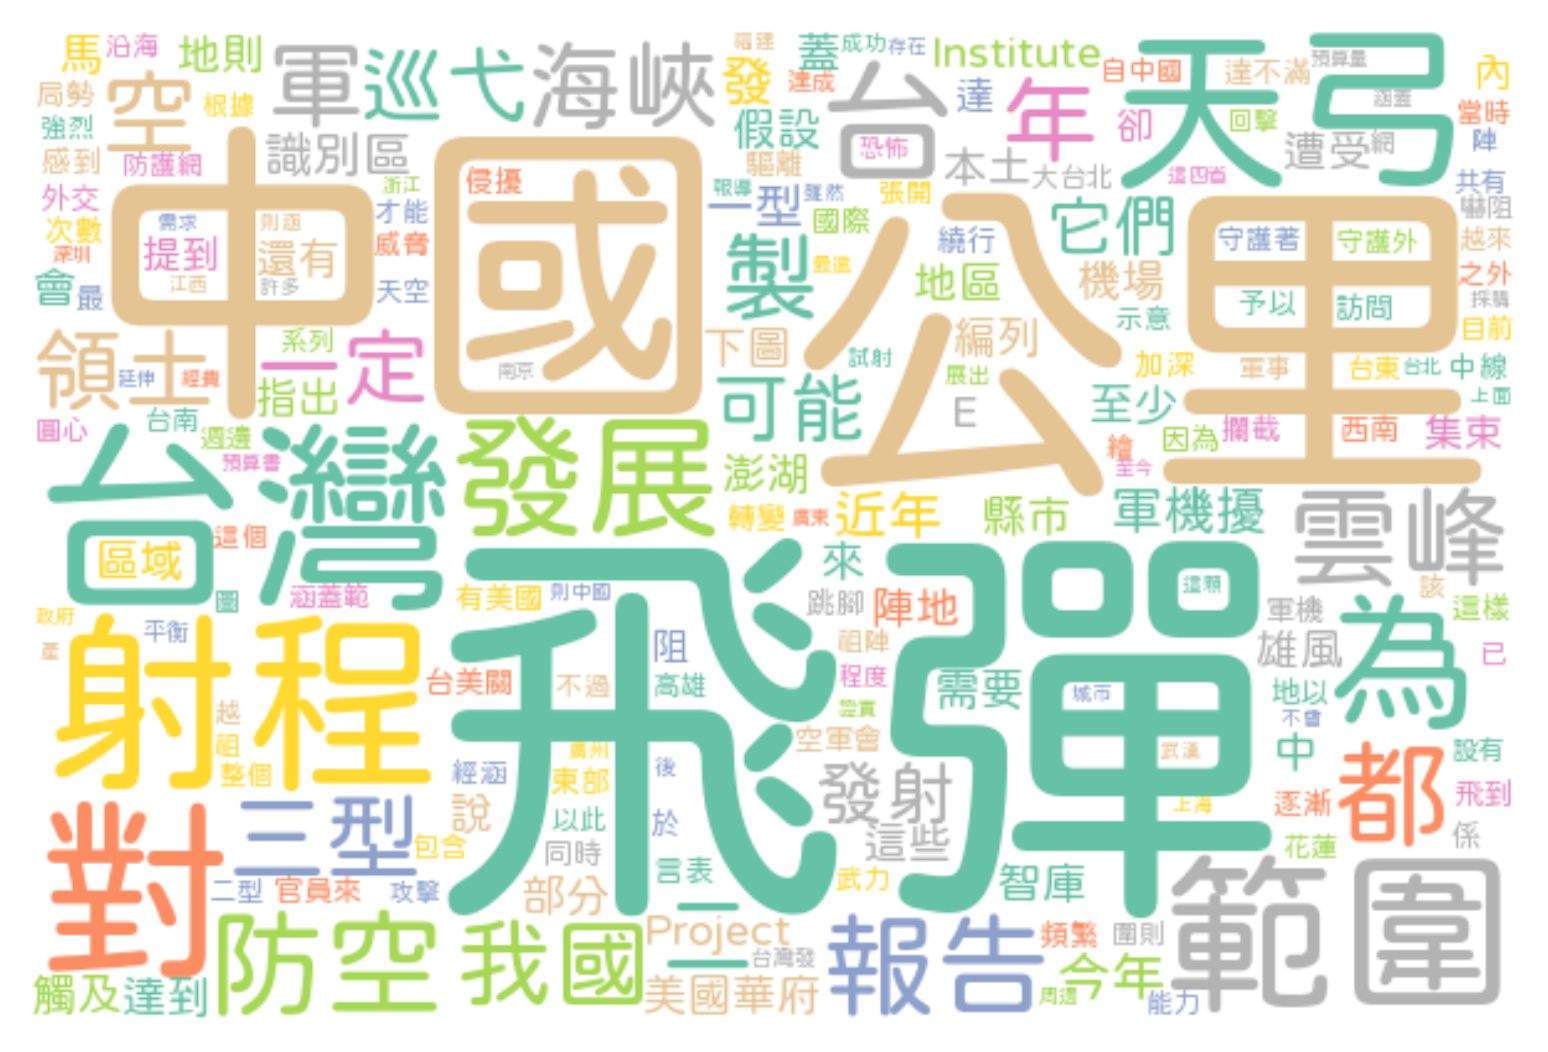 馬 沿海 地則 軍 巡弋 海峽 福建 發 蓋 成功 存在 Institute 自中國 達不滿 預算量 內
局勢 空 根據 達成 台 達 年 卻 天弓 回擊 涵蓋 當時
強烈 識別區 假設 恐怖 遭受 網 陣
感到 防護網 驅離 本土 大台北 這四省 共有
外交 浙江 侵擾 報導 一型 雖然 張開 它們 嚇阻
次數 中國 需求 則涵 才能 國際 繞行 公里 守護著 守護外 越來
深圳 提到 還有 威脅 製 最遠 地區 機場 之外
會 最 江西 許多 天空 示意 予以 訪問 採購
領土 系列 一定 下圖 編列 目前
延伸 經費 南京 試射 展出 加深 軍事 台東 台北 中線
指出 可能 E 至少 上面
圓心 台南 週邊 發展 繪 因為 攔截 西南 集束
台灣 預算書 澎湖 至今
這個 轉變 廣東 近年 縣市 軍機擾 雲峰
區域 飛彈 來 這顆 該
圖 涵蓋範 有美國 則中國 跳腳 陣地 軍機 這樣
政府 射程 平衡 阻 祖陣 雄風 為 已
產 台美關 不過 高雄 程度 需要 城市 地以
越 證實 不曾
祖 廣州 空軍會 武漢 中 都 設有
整個 經涵 東部 後 發射 上海 逐漸 飛到
對 三型 說 以此 於 這些 係
包含 同時 花蓮
二型 官員來 攻擊 部分 言表 武力 智庫 範圍
防空 我國 Project 二 報告 頻繁 圍則
觸及 達到 台灣發 美國華府 周遭 今年 能力